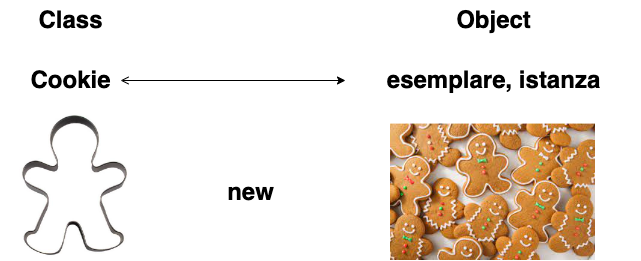 Class
Object
Cookie
esemplare, istanza
new